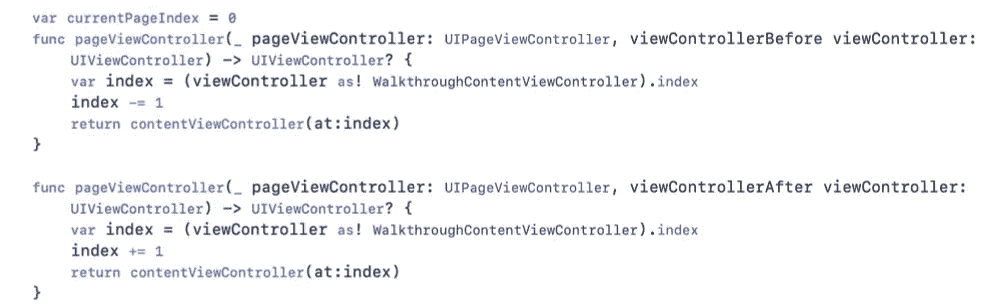 var currentPageIndex = 0
func pageViewController(_ pageViewController: UIPageViewController, viewControllerBefore viewController:
UIViewController) -> UIViewController? {
var index = (viewController as! WalkthroughContentViewController).index
index -= 1
return contentViewController(at:index)
}
func pageViewController(_ pageViewController: UIPageViewController, viewControllerAfter viewController:
UIViewController) -> UIViewController? {
var index = (viewController as! WalkthroughContentViewController).index
index += 1
return contentViewController(at:index)
}